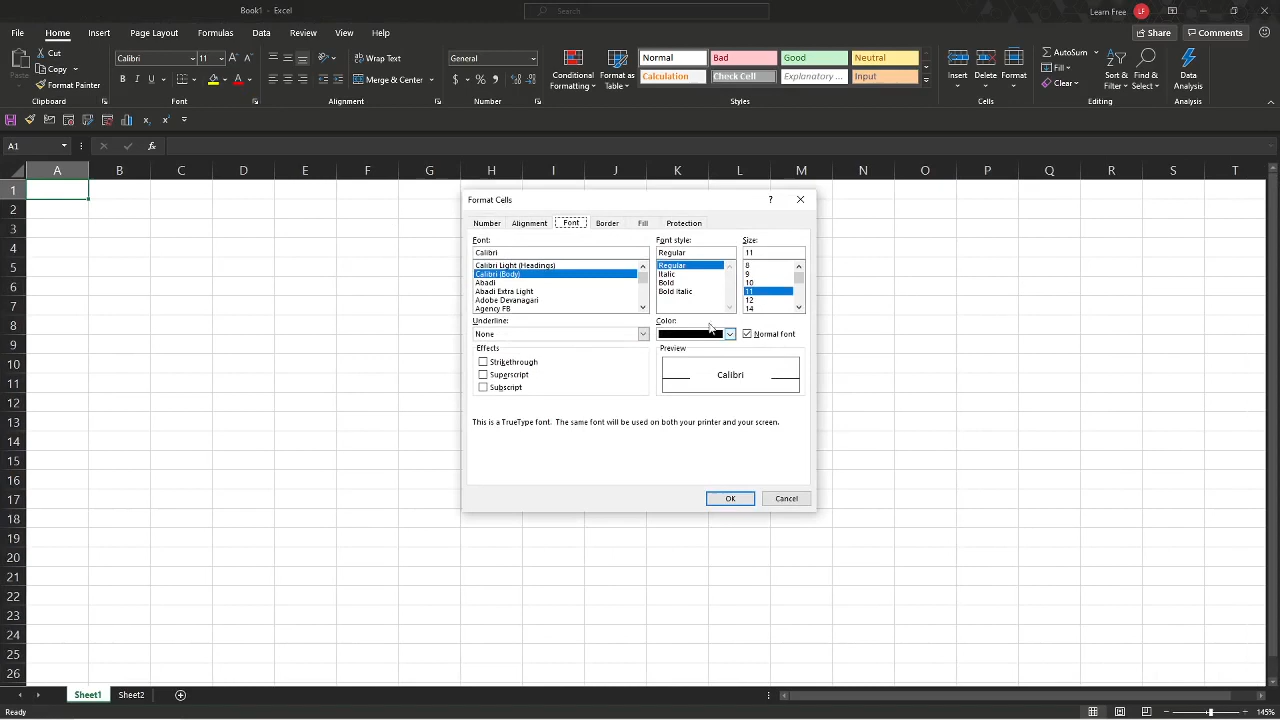 Book1 - Excel
Search
Learn Free LF
File Home Insert Page Layout Formulas Data Review View Help
Share Comments
Paste
Cut
Copy
Format Painter
Clipboard
Calibri 11
B I U
Font
Merge & Center
Alignment
General
$ % ,
Number
Conditional Formatting
Format as Table
Normal Bad Good Neutral
Calculation Check Cell Explanatory ... Input
Styles
Insert Delete Format
Cells
AutoSum
Fill
Clear
Sort & Filter
Find & Select
Editing
Data Analysis
Analysis
A1 fx
A B C D E F G H I J K L M N O P Q R S T
1
2
3
4
5
6
7
8
9
10
11
12
13
14
15
16
17
18
19
20
21
22
23
24
25
26
Format Cells ?
Number Alignment Font Border Fill Protection
Font: Font style: Size:
Calibri Regular 11
Calibri Light (Headings) Regular 8
Calibri (Body) Italic 9
Abadi Bold 10
Abadi Extra Light Bold Italic 11
Adobe Devanagari 12
Agency FB 14
Underline: Color:
None Normal font
Effects Preview
Strikethrough
Superscript Calibri
Subscript
This is a TrueType font. The same font will be used on both your printer and your screen.
OK Cancel
Sheet1 Sheet2
Ready 145%